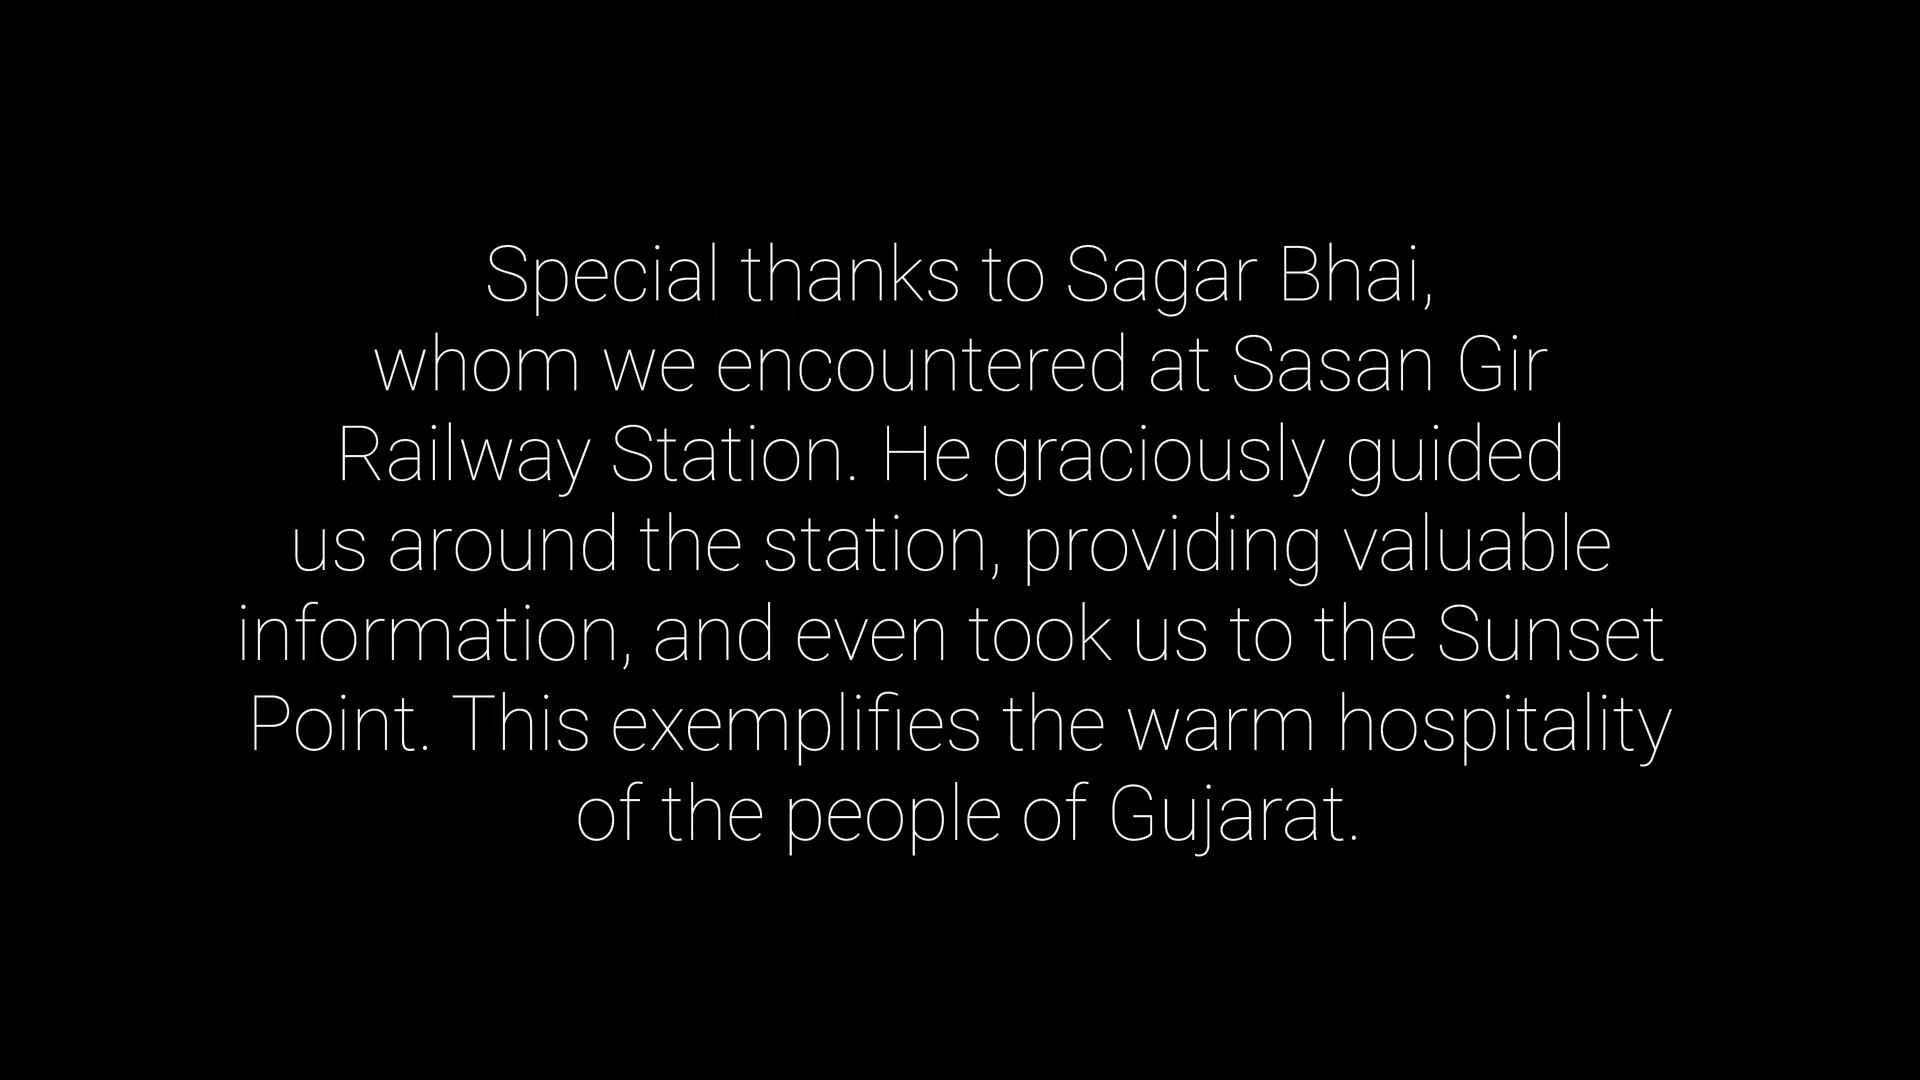 Special thanks to Sagar Bhai,
whom we encountered at Sasan Gir
Railway Station. He graciously guided
us around the station, providing valuable
information, and even took us to the Sunset
Point. This exemplifies the warm hospitality
of the people of Gujarat.